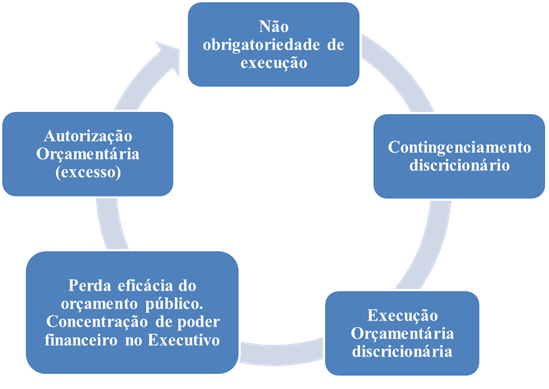 Não
obrigatoriedade de
execução
Contingenciamento
discricionário
Execução
Orçamentária
discricionária
Perda eficácia do
orçamento público.
Concentração de poder
financeiro no Executivo
Autorização
Orçamentária
(excesso)